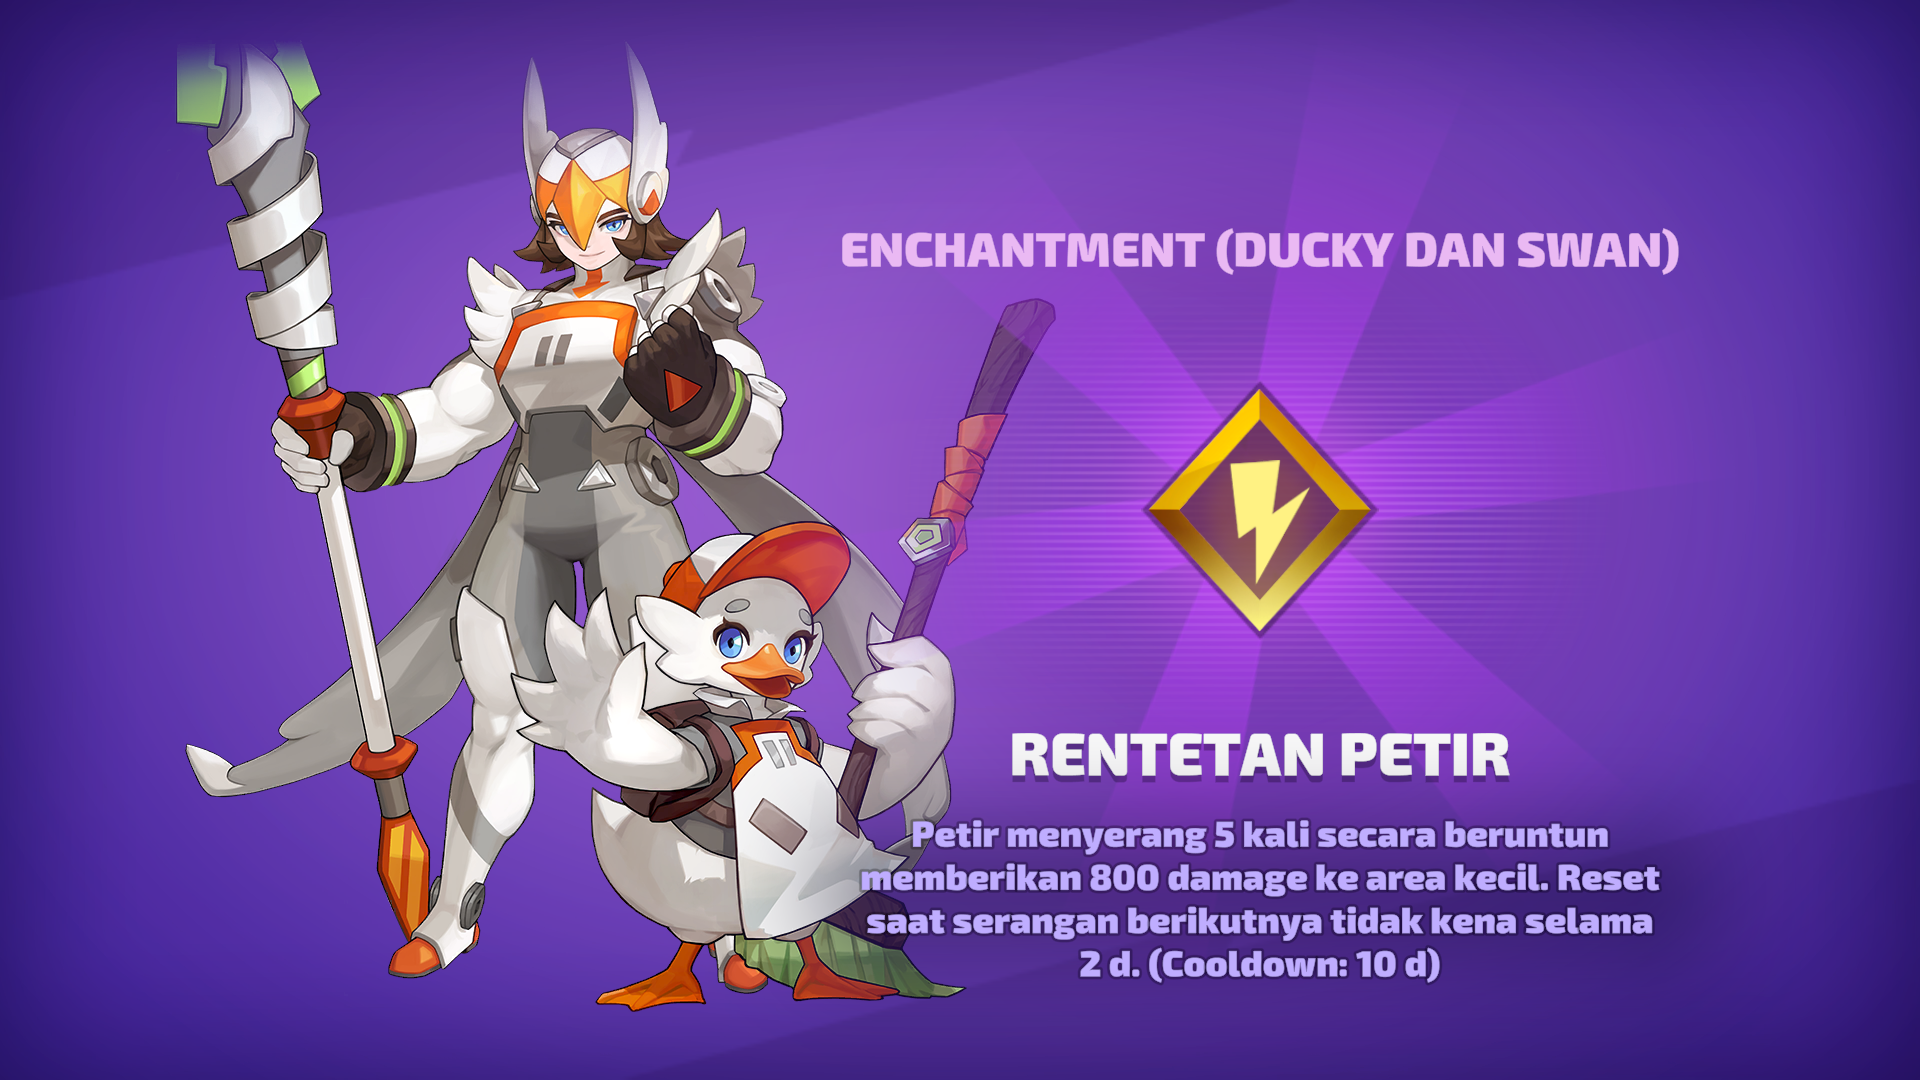 ENCHANTMENT (DUCKY DAN SWAN)
RENTETAN PETIR
Petir menyerang 5 kali secara beruntun
memberikan 800 damage ke area kecil. Reset
saat serangan berikutnya tidak kena selama
2 d. (Cooldown: 10 d)